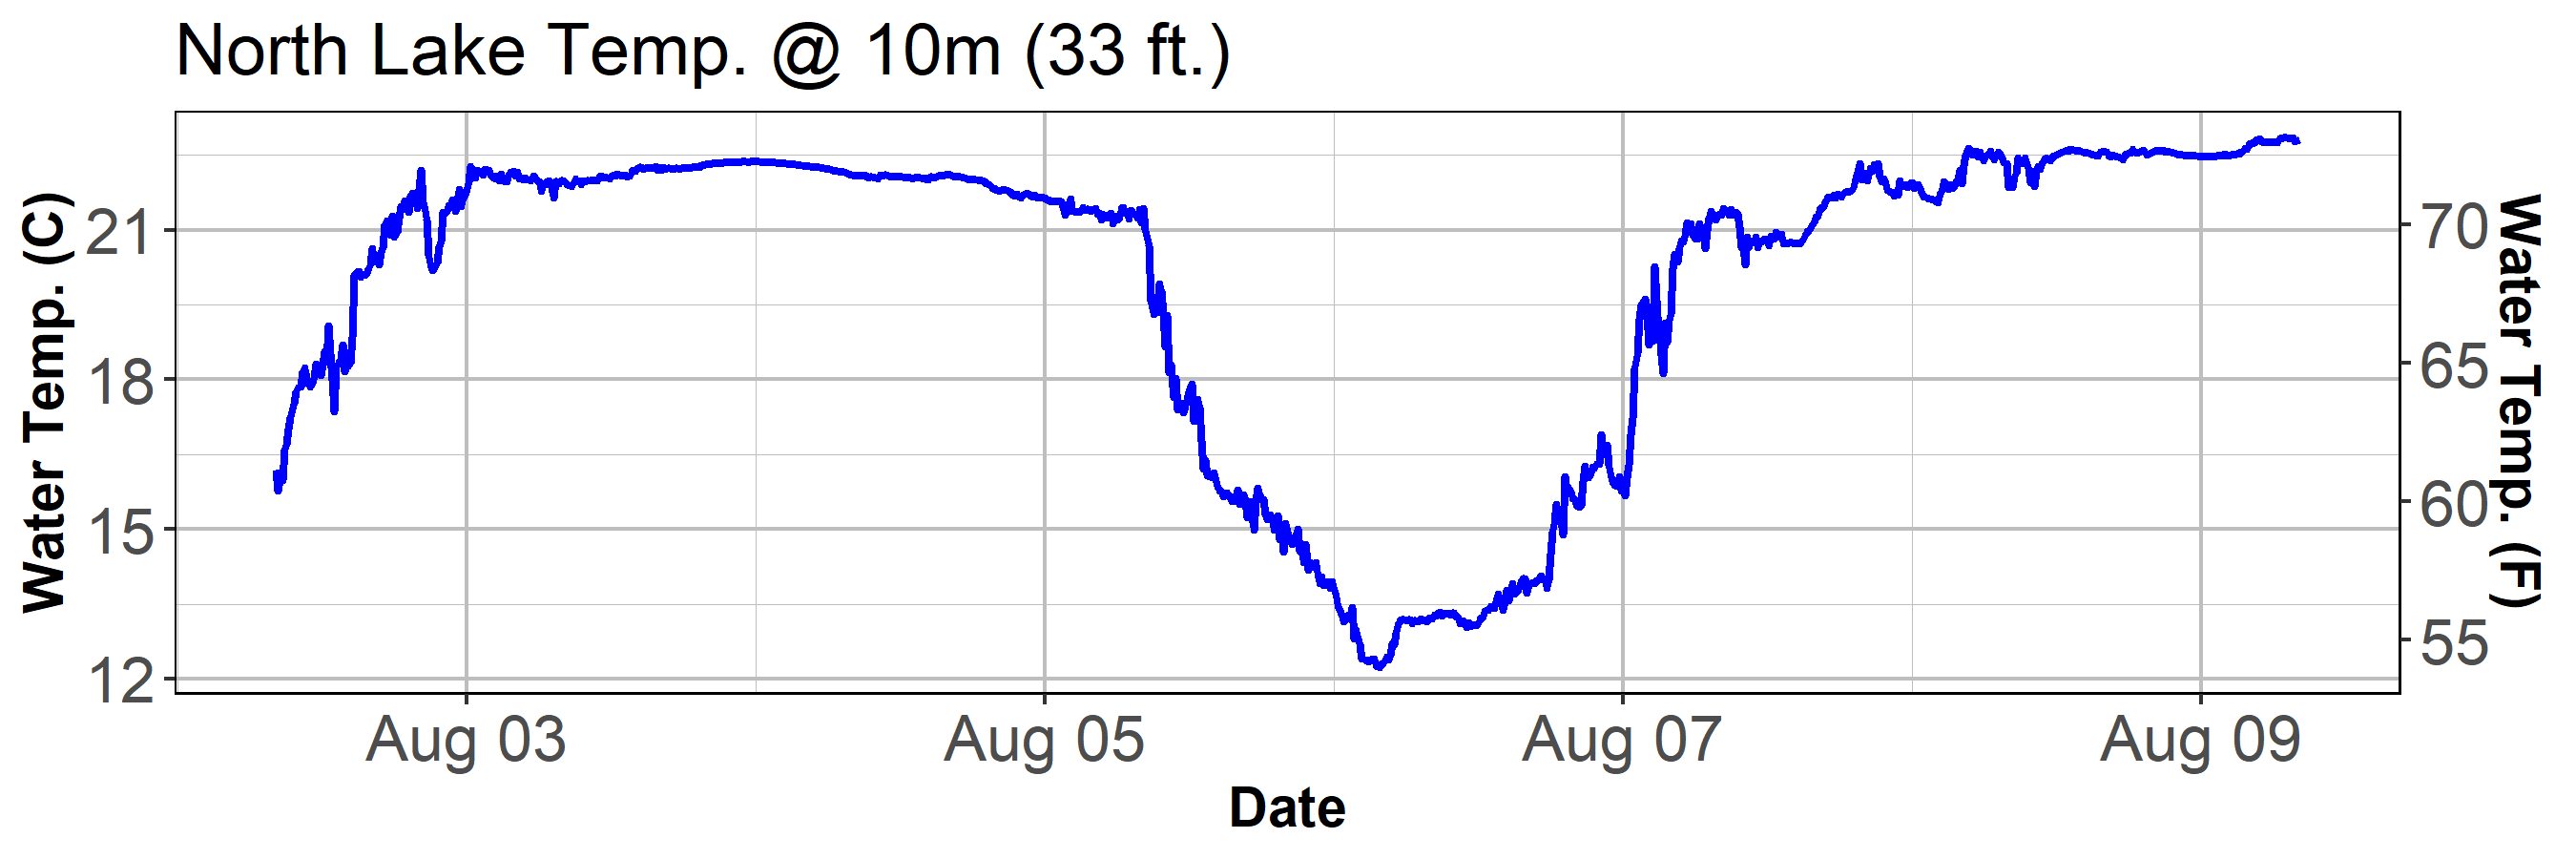 North Lake Temp. @ 10m (33 ft.)
Water Temp. (C)
21
18
15
12
70
65
60
55
Water Temp. (F)
Aug 03
Aug 05
Aug 07
Aug 09
Date